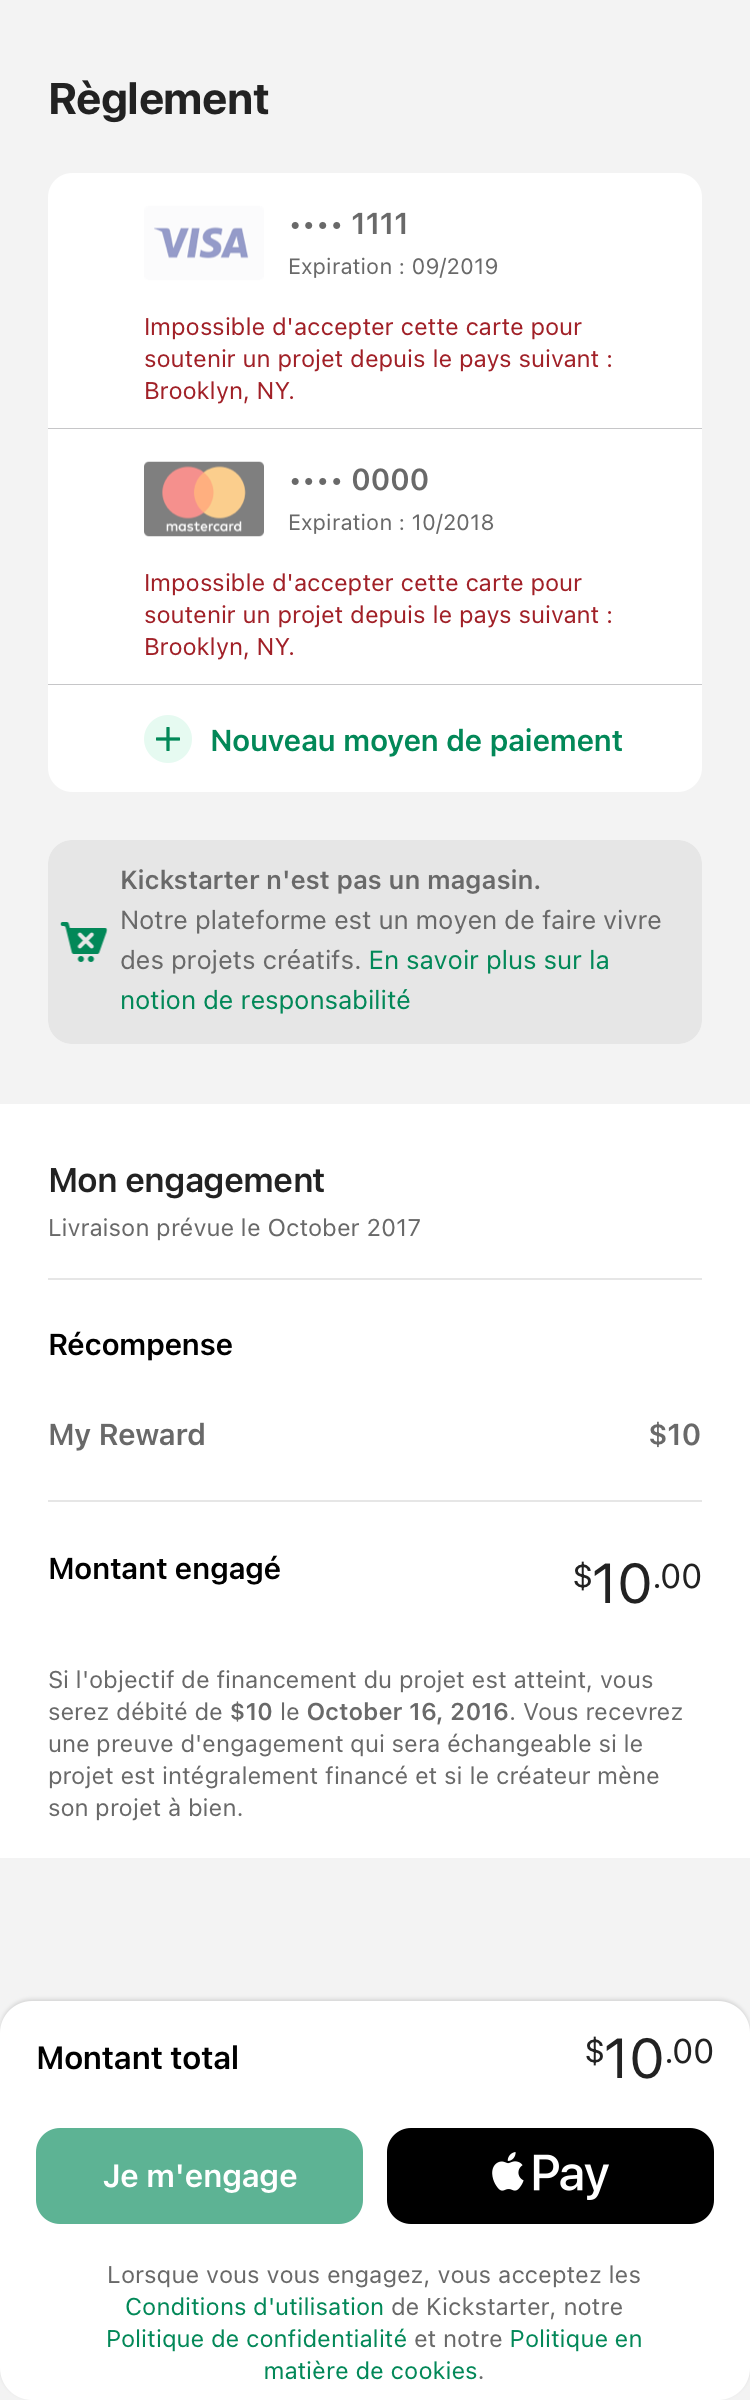 Règlement
VISA
•••• 1111
Expiration : 09/2019
Impossible d'accepter cette carte pour
soutenir un projet depuis le pays suivant :
Brooklyn, NY.
mastercard
•••• 0000
Expiration : 10/2018
Impossible d'accepter cette carte pour
soutenir un projet depuis le pays suivant :
Brooklyn, NY.
Nouveau moyen de paiement
Kickstarter n'est pas un magasin.
Notre plateforme est un moyen de faire vivre
des projets créatifs. En savoir plus sur la
notion de responsabilité
Mon engagement
Livraison prévue le October 2017
Récompense
My Reward $10
Montant engagé $10.00
Si l'objectif de financement du projet est atteint, vous
serez débité de $10 le October 16, 2016. Vous recevrez
une preuve d'engagement qui sera échangeable si le
projet est intégralement financé et si le créateur mène
son projet à bien.
Montant total $10.00
Je m'engage
Pay
Lorsque vous vous engagez, vous acceptez les
Conditions d'utilisation de Kickstarter, notre
Politique de confidentialité et notre Politique en
matière de cookies.